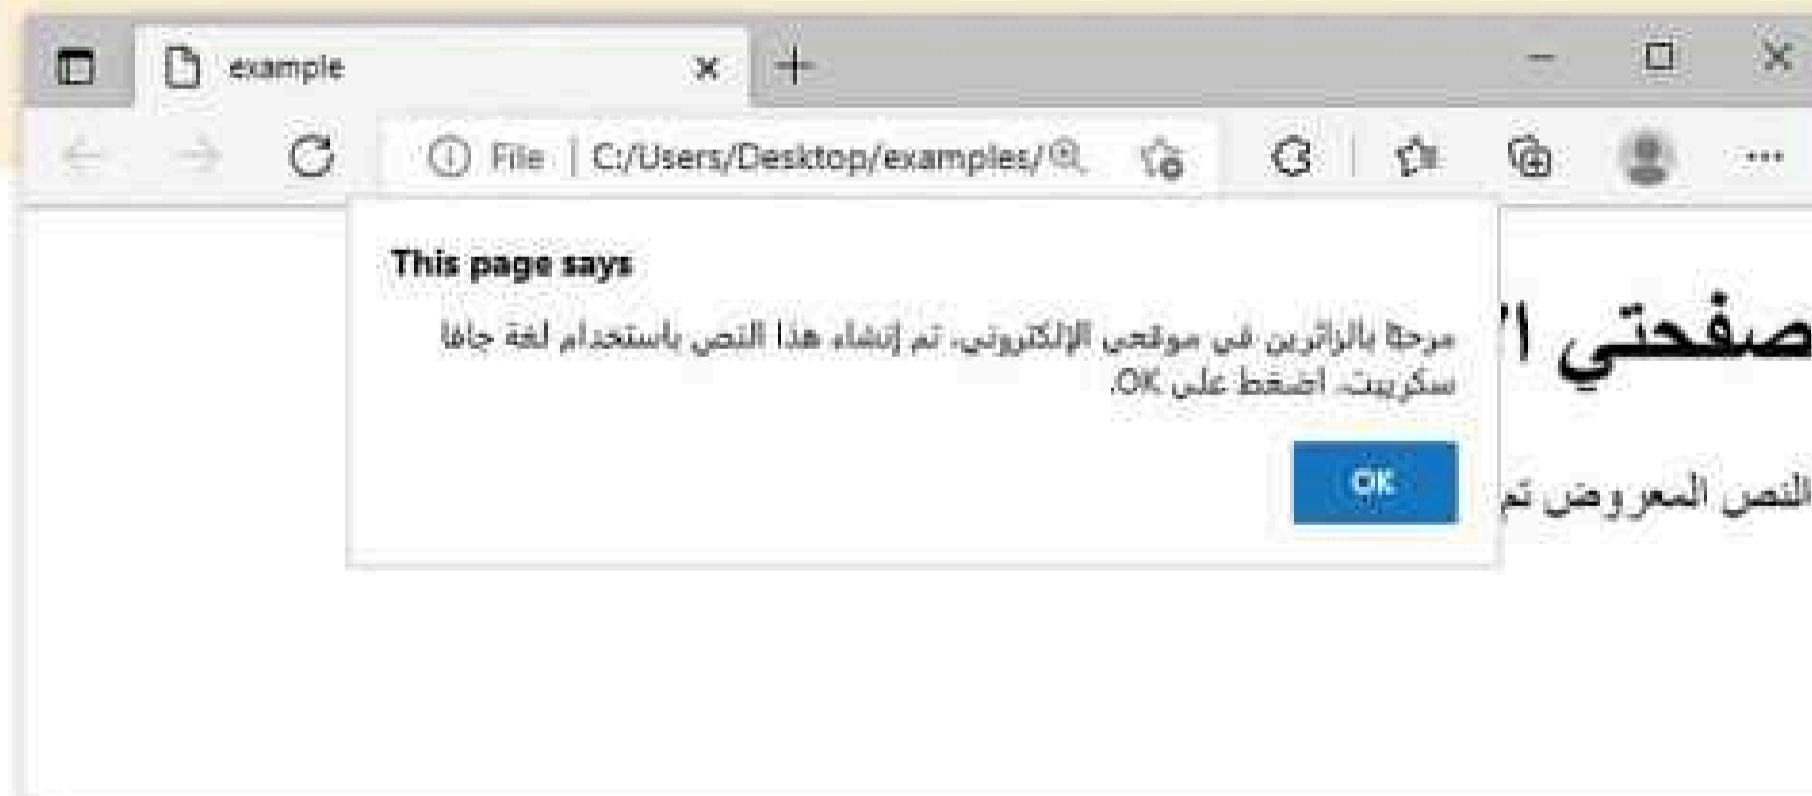 example
File | C:/Users/Desktop/examples/
This page says
مرحبًا بالزائرين في موقعي الإلكتروني، تم إنشاء هذا النص باستخدام لغة جافا
سكريبت، اضغط على OK.
OK
صفحتي ا
النص المعروض تم